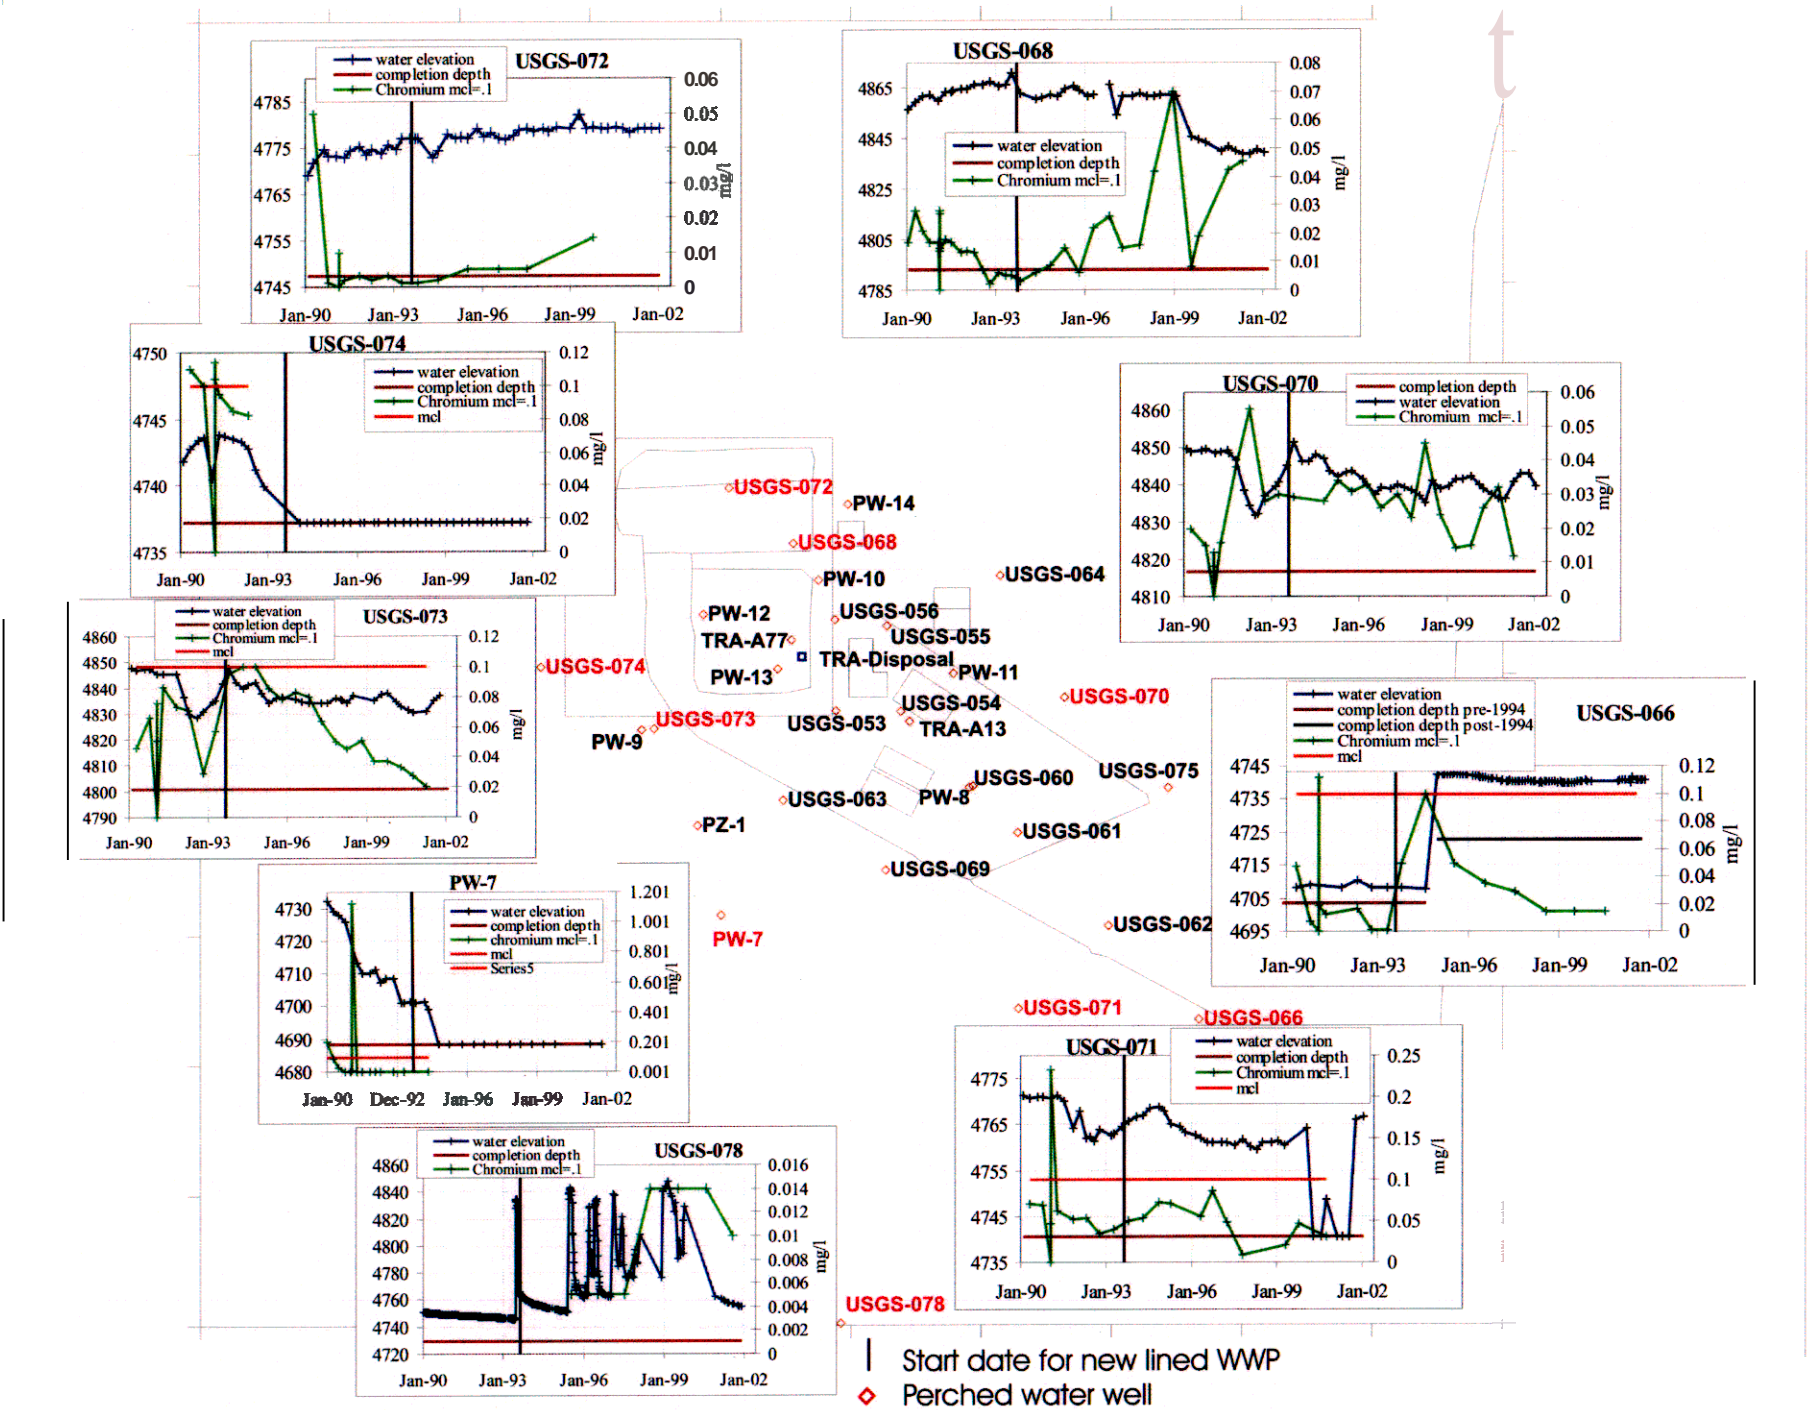 t
USGS-072
water elevation
completion depth
Chromium mcl=.1
4785
4775
4765
4755
4745
0.06
0.05
0.04
0.03
0.02
0.01
0
mg/l
Jan-90 Jan-93 Jan-96 Jan-99 Jan-02
USGS-068
4865
4845
4825
4805
4785
water elevation
completion depth
Chromium mcl=.1
0.08
0.07
0.06
0.05
0.04
0.03
0.02
0.01
0
mg/l
Jan-90 Jan-93 Jan-96 Jan-99 Jan-02
USGS-074
4750
4745
4740
4735
water elevation
completion depth
Chromium mcl=.1
mcl
0.12
0.1
0.08
0.06
0.04
0.02
0
mg/l
Jan-90 Jan-93 Jan-96 Jan-99 Jan-02
USGS-070
completion depth
water elevation
Chromium mcl=.1
4860
4850
4840
4830
4820
4810
0.06
0.05
0.04
0.03
0.02
0.01
0
mg/l
Jan-90 Jan-93 Jan-96 Jan-99 Jan-02
USGS-073
water elevation
completion depth
Chromium mcl=.1
mcl
4860
4850
4840
4830
4820
4810
4800
4790
0.12
0.1
0.08
0.06
0.04
0.02
0
mg/l
Jan-90 Jan-93 Jan-96 Jan-99 Jan-02
USGS-072
PW-14
USGS-068
PW-10
USGS-064
PW-12
USGS-056
TRA-A77
USGS-055
TRA-Disposal
USGS-074
PW-13
PW-11
USGS-070
USGS-054
USGS-073
USGS-053
TRA-A13
PW-9
USGS-060
USGS-075
PW-8
USGS-063
PZ-1
USGS-061
USGS-069
USGS-062
PW-7
USGS-071
USGS-066
USGS-078
USGS-066
water elevation
completion depth pre-1994
completion depth post-1994
Chromium mcl=.1
mcl
4745
4735
4725
4715
4705
4695
0.12
0.1
0.08
0.06
0.04
0.02
0
mg/l
Jan-90 Jan-93 Jan-96 Jan-99 Jan-02
PW-7
4730
4720
4710
4700
4690
4680
water elevation
completion depth
chromium mcl=.1
mcl
Series5
1.201
1.001
0.801
0.601
0.401
0.201
0.001
mg/l
Jan-90 Dec-92 Jan-96 Jan-99 Jan-02
USGS-071
water elevation
completion depth
Chromium mcl=.1
mcl
4775
4765
4755
4745
4735
0.25
0.2
0.15
0.1
0.05
0
mg/l
Jan-90 Jan-93 Jan-96 Jan-99 Jan-02
USGS-078
water elevation
completion depth
Chromium mcl=.1
4860
4840
4820
4800
4780
4760
4740
4720
0.016
0.014
0.012
0.01
0.008
0.006
0.004
0.002
0
mg/l
Jan-90 Jan-93 Jan-96 Jan-99 Jan-02
Start date for new lined WWP
Perched water well